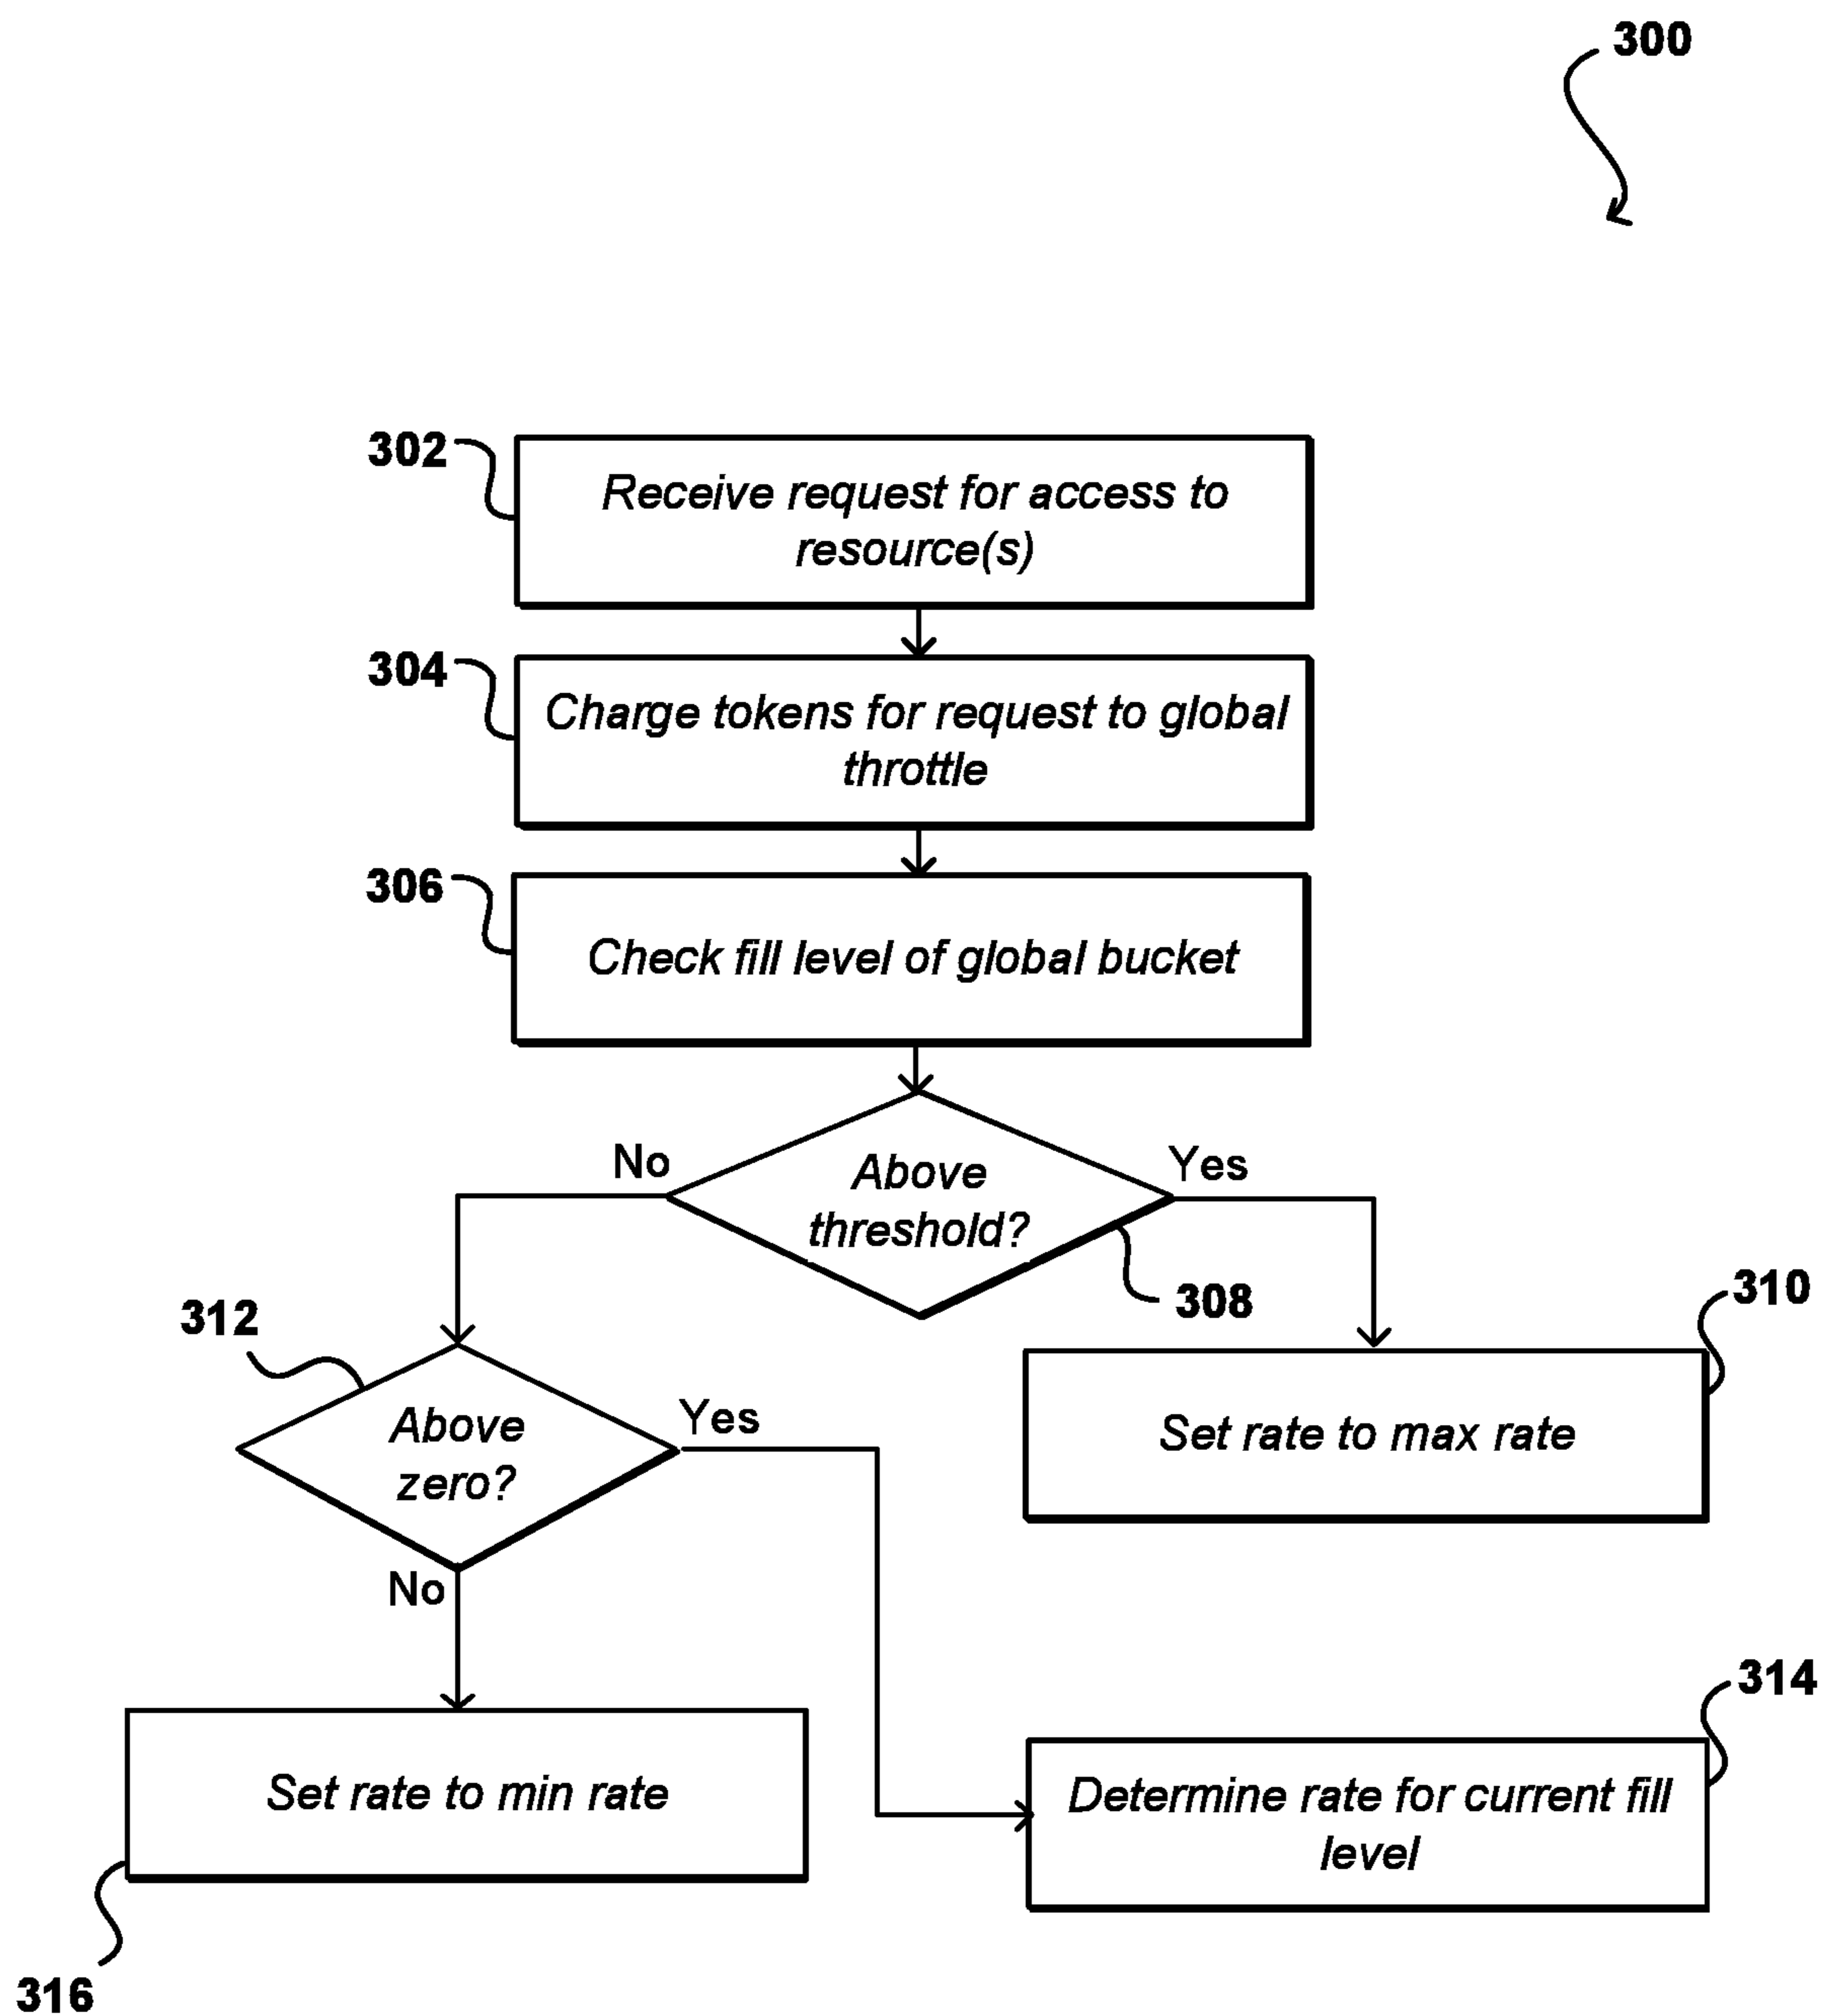 300
302
Receive request for access to
resource(s)
304
Charge tokens for request to global
throttle
306
Check fill level of global bucket
No
Above
threshold?
Yes
308
310
Set rate to max rate
312
Above
zero?
Yes
No
314
Set rate to min rate
Determine rate for current fill
level
316